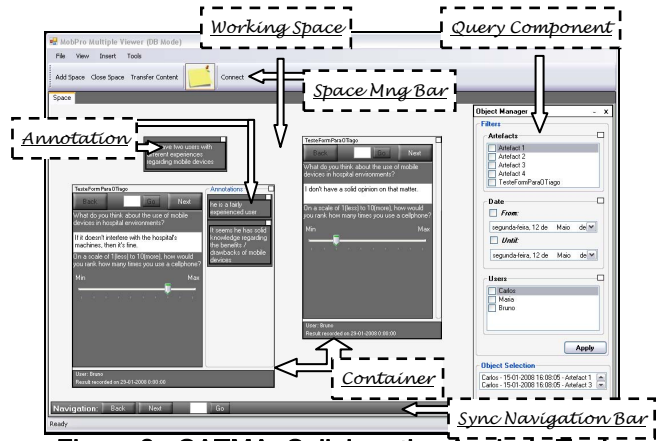 Working Space
Query Component
MobPro Multiple Viewer (DB Mode)
File View Insert Tools
Add Space Close Space Transfer Content Connect
Space Mng Bar
Space
Annotation
have two users with
different experiences
regarding mobile devices
TesteFormParaOTiago
Back Go Next
What do you think about the use of mobile
devices in hospital environments?
If it doesn't interfere with the hospital's
machines, then it's fine.
On a scale of 1(less) to 10(more), how would
you rank how many times you use a cellphone?
Min Max
User: Bruno
Result recorded on 29-01-2008 0:00:00
Annotations
he is a fairly
experienced user
It seems he has solid
knowledge regarding
the benefits /
drawbacks of mobile
devices
TesteFormParaOTiago
Back Go Next
What do you think about the use of mobile
devices in hospital environments?
I don't have a solid opinion on that matter.
On a scale of 1(less) to 10(more), how would
you rank how many times you use a cellphone?
Min Max
User: Bruno
Result recorded on 29-01-2008 0:06:00
Object Manager - x
Filters
Artefacts
Artefact 1
Artefact 2
Artefact 3
Artefact 4
TesteFormParaOTiago
Date
From:
segunda-feira, 12 de Maio de
Until:
segunda-feira, 12 de Maio de
Users
Carlos
Maria
Bruno
Apply
Object Selection
Carlos - 15-01-2008 16:08:05 - Artefact 1
Carlos - 15-01-2008 16:08:05 - Artefact 3
Container
Navigation: Back Next Go
Sync Navigation Bar
Ready